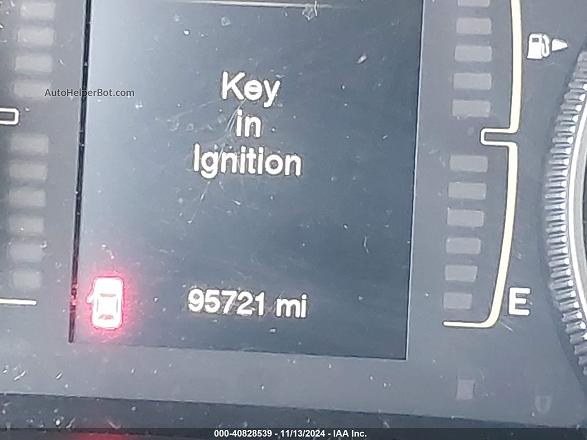 AutoHelperBot.com
Key
in
Ignition
95721 mi
E
000-40828539 - 11/13/2024 - IAA Inc.